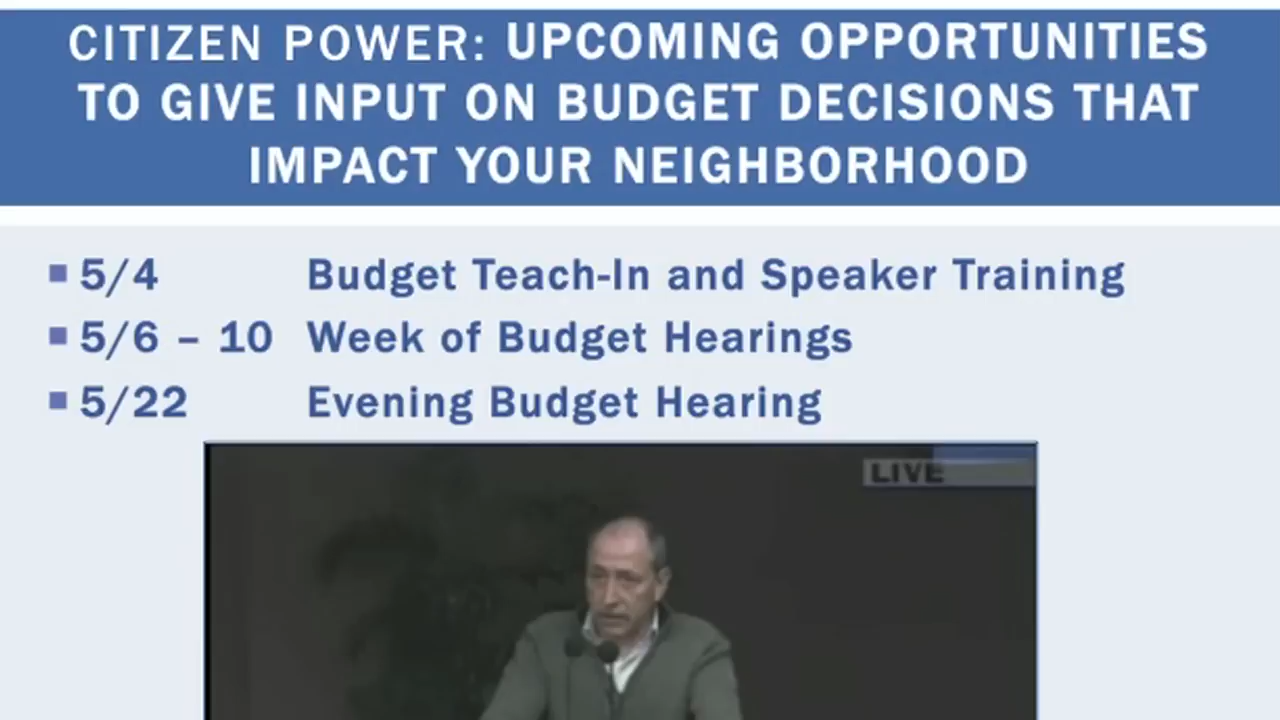 CITIZEN POWER: UPCOMING OPPORTUNITIES
TO GIVE INPUT ON BUDGET DECISIONS THAT
IMPACT YOUR NEIGHBORHOOD
5/4 Budget Teach-In and Speaker Training
5/6 – 10 Week of Budget Hearings
5/22 Evening Budget Hearing
LIVE